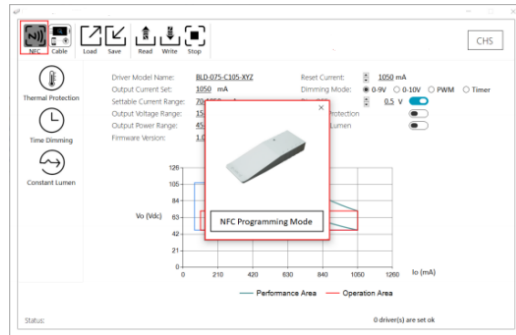 NFC Cable Load Save Read Write Stop
CHS
Driver Model Name: BLD-075-C105-XYZ Reset Current: 1050 mA
Output Current Set: 1050 mA Dimming Mode: 0-9V 0-10V PWM Timer
Settable Current Range: 0.5 V
Output Voltage Range:
Output Power Range:
Firmware Version:
Thermal Protection
Time Dimming
Constant Lumen
×
NFC Programming Mode
Vo (Vdc)
126
105
84
63
42
21
0
0 210 420 630 840 1050 1260 Io (mA)
Performance Area Operation Area
Status: 0 driver(s) are set ok